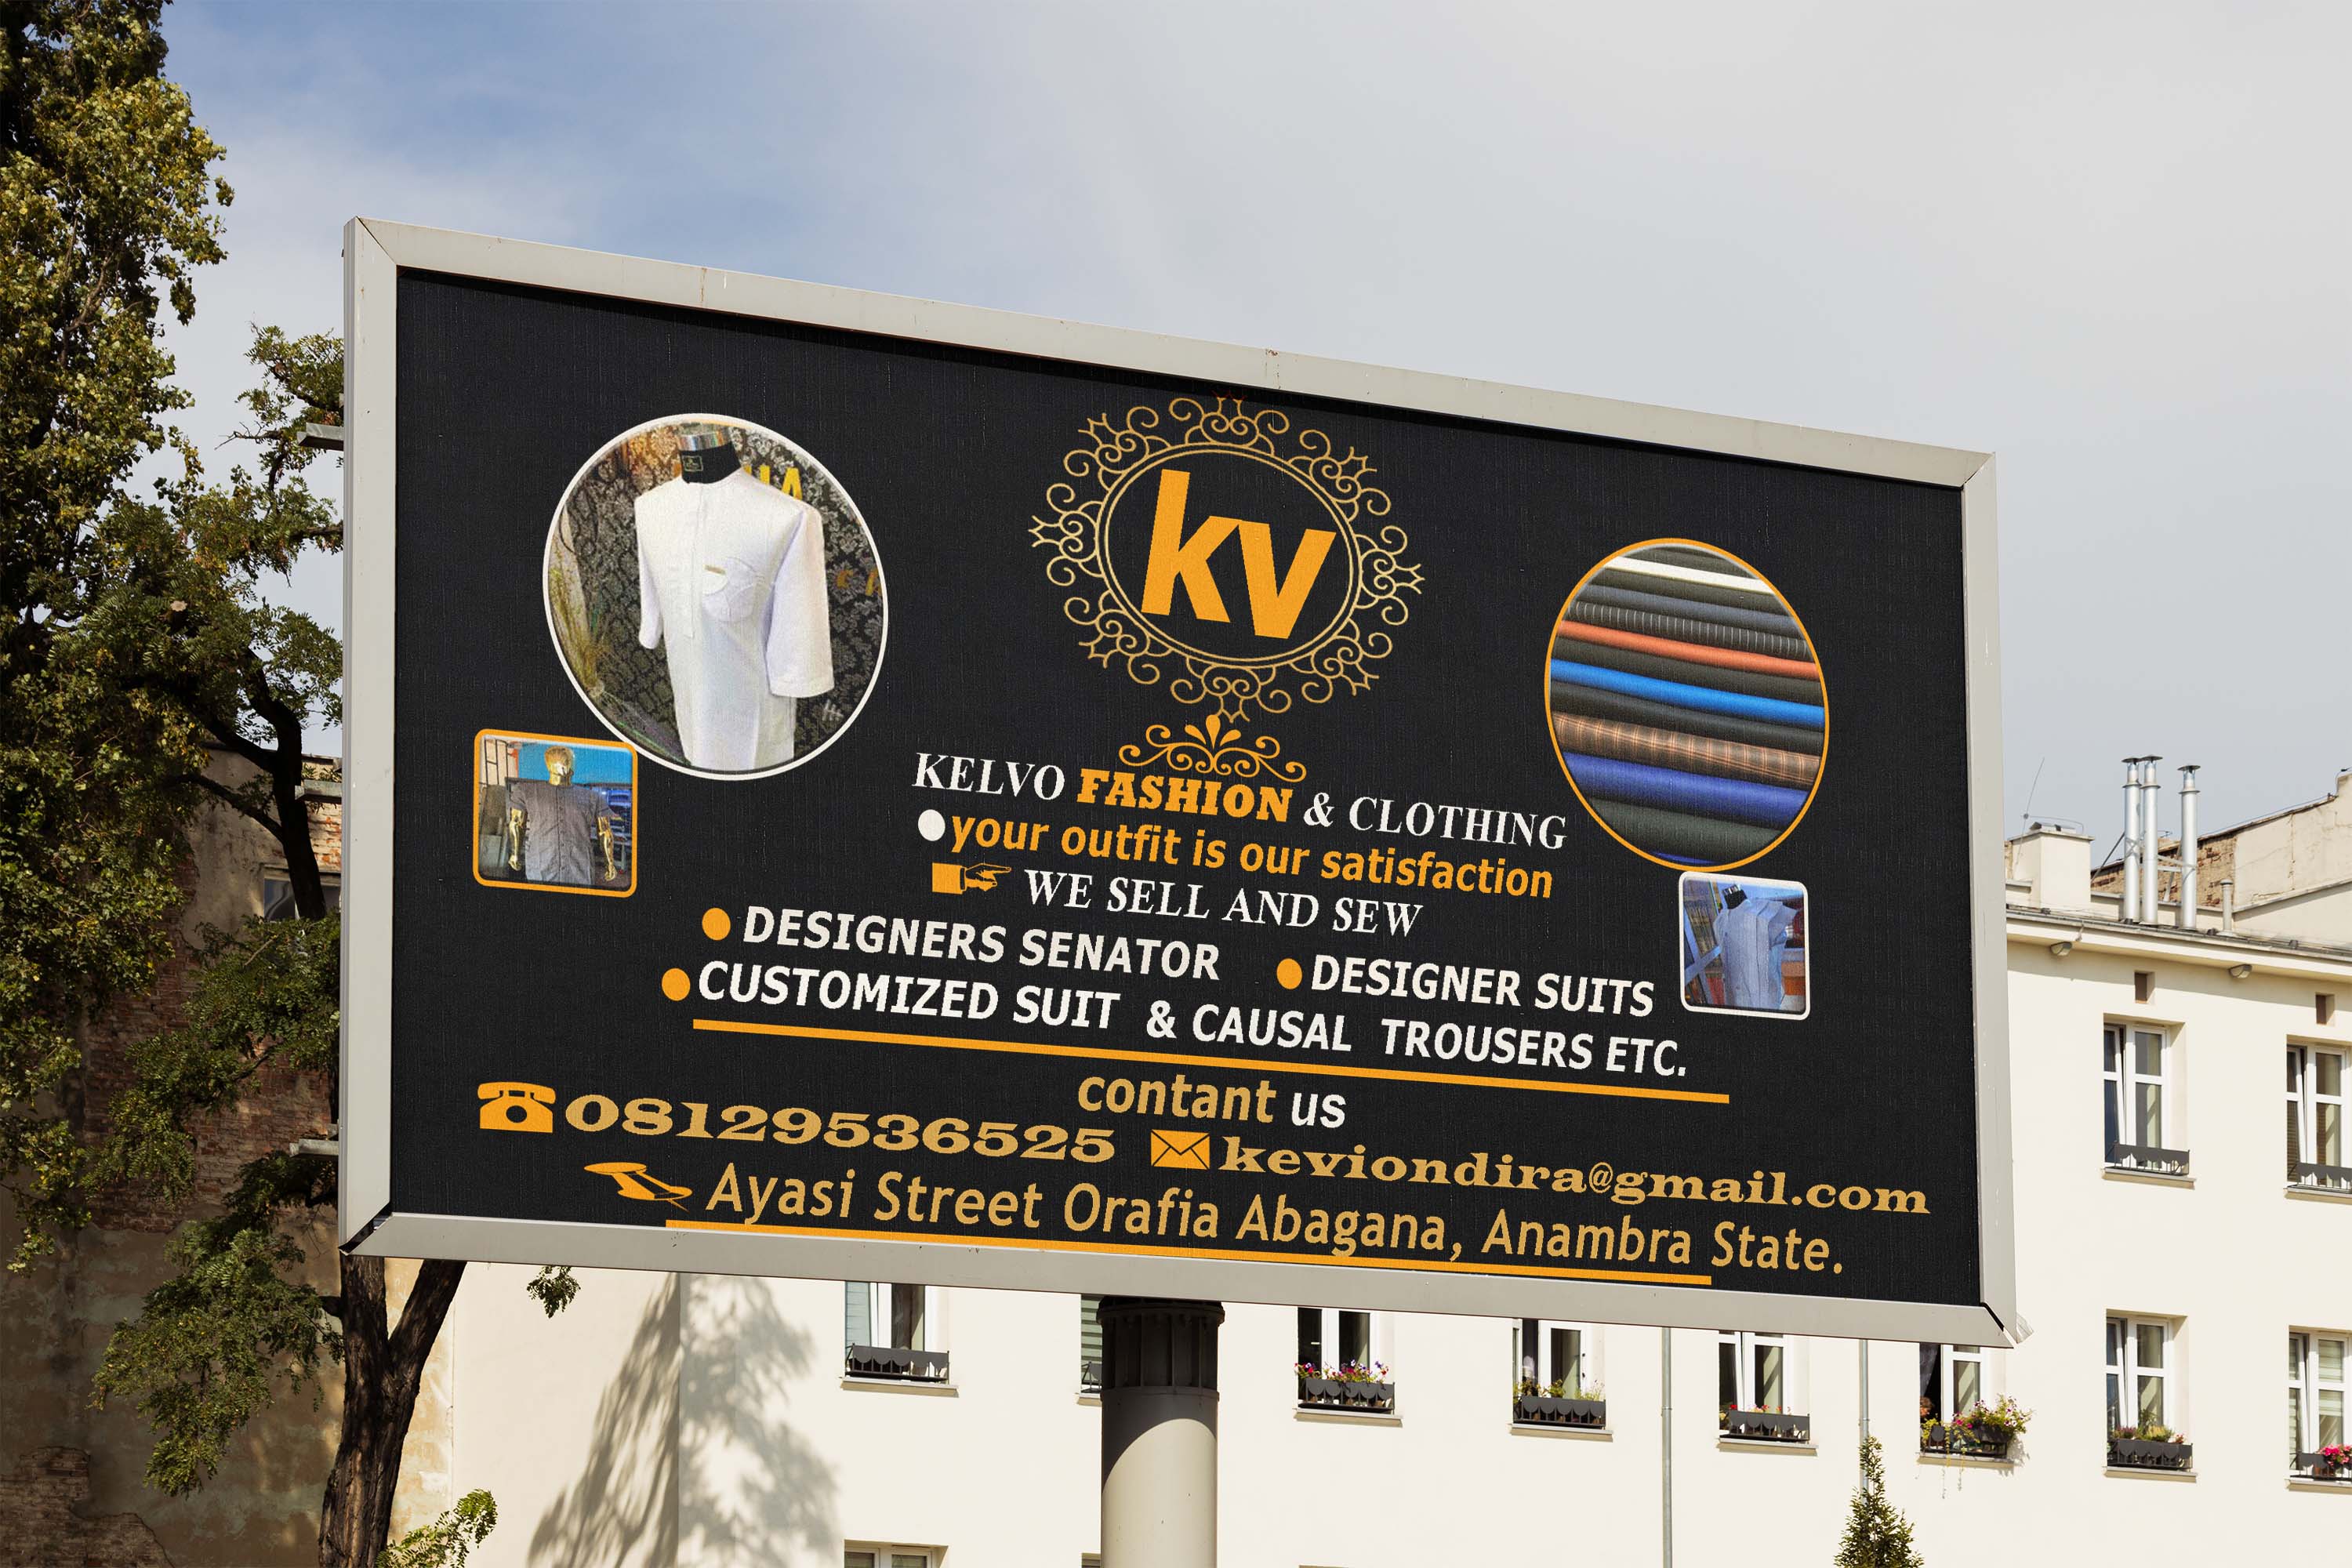 kv
KELVO FASHION & CLOTHING
your outfit is our satisfaction
WE SELL AND SEW
DESIGNERS SENATOR
DESIGNER SUITS
CUSTOMIZED SUIT & CAUSAL TROUSERS ETC.
contant us
08129536525
keviondira@gmail.com
Ayasi Street Orafia Abagana, Anambra State.